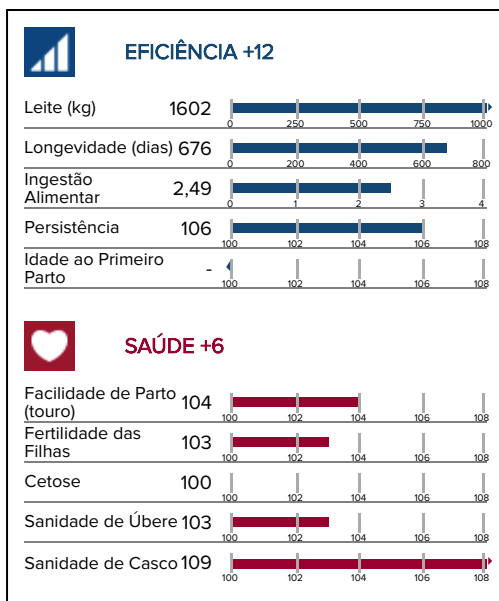 EFICIÊNCIA +12
Leite (kg) 1602
0 250 500 750 1000
Longevidade (dias) 676
0 200 400 600 800
Ingestão
Alimentar 2,49
0 1 2 3 4
Persistência 106
100 102 104 106 108
Idade ao Primeiro
Parto -
100 102 104 106 108
SAÚDE +6
Facilidade de Parto
(touro) 104
100 102 104 106 108
Fertilidade das
Filhas 103
100 102 104 106 108
Cetose 100
100 102 104 106 108
Sanidade de Úbere 103
100 102 104 106 108
Sanidade de Casco 109
100 102 104 106 108